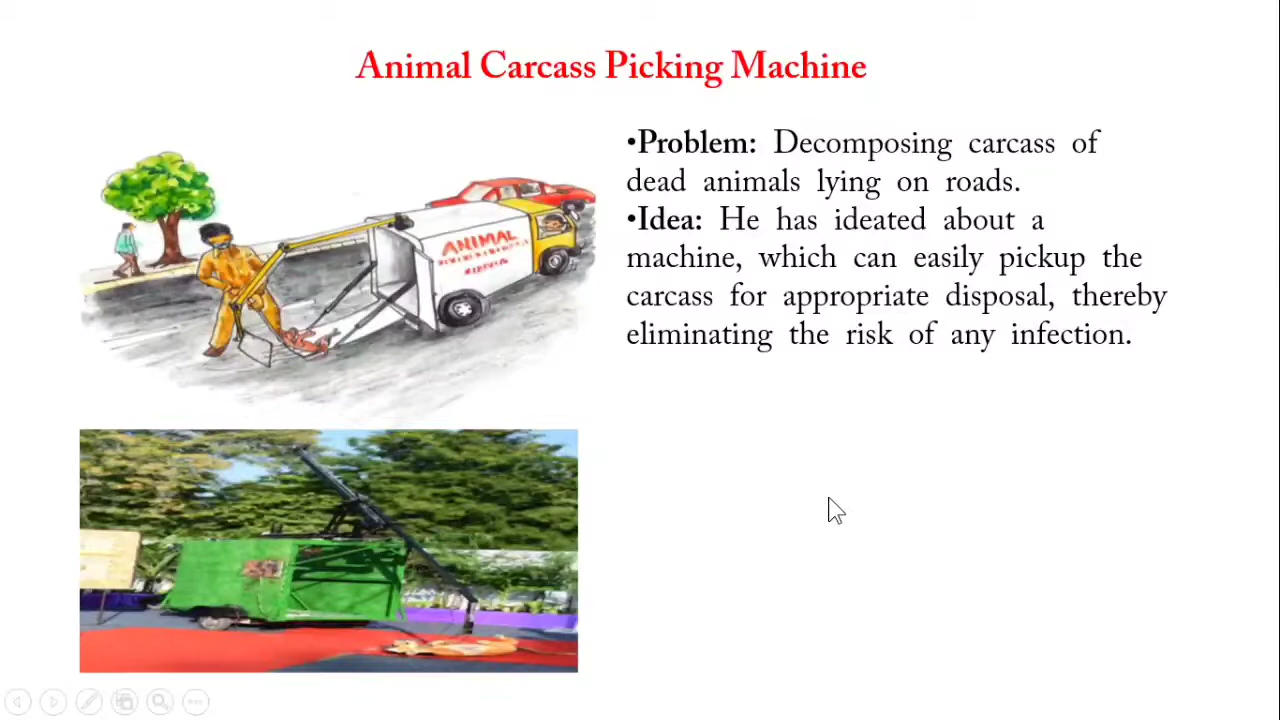 Animal Carcass Picking Machine
•Problem: Decomposing carcass of
dead animals lying on roads.
•Idea: He has ideated about a
machine, which can easily pickup the
carcass for appropriate disposal, thereby
eliminating the risk of any infection.
ANIMAL